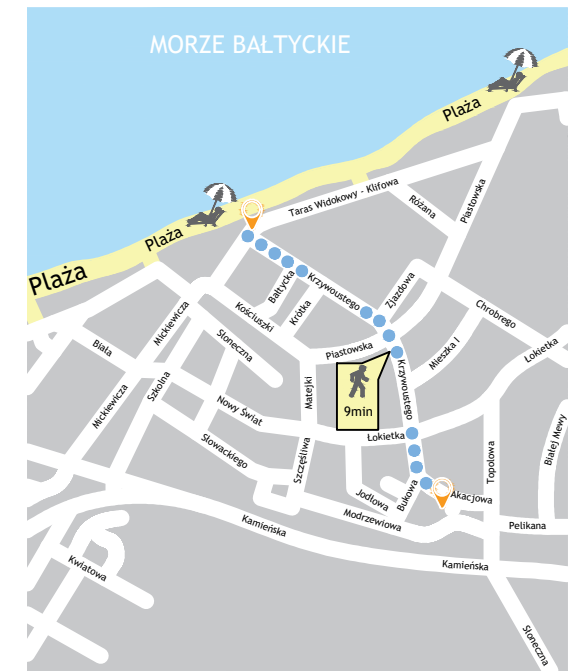 MORZE BAŁTYCKIE
Plaża
Plaża
Plaża
Taras Widokowy - Klifowa
Różana
Piastowska
Bałtycka
Krzywoustego
Zjazdowa
Chrobrego
Kościuszki
Krótka
Mickiewicza
Słoneczna
Biała
Piastowska
Mieszka I
Łokietka
Krzywoustego
Szkolna
Mickiewicza
Matejki
9min
Nowy Świat
Łokietka
Słowackiego
Szczęśliwa
Topolowa
Białej Mewy
Jodłowa
Bukowa
Akacjowa
Modrzewiowa
Pelikana
Kamieńska
Kamieńska
Kwiatowa
Słoneczna